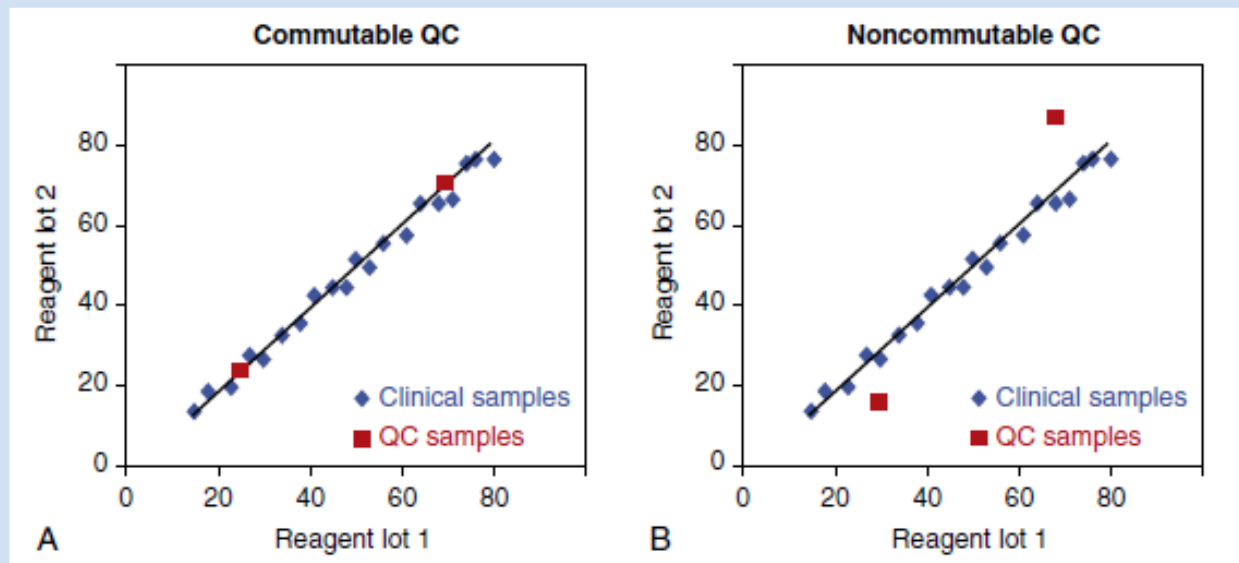 Commutable QC
80
60
40
20
0
Reagent lot 2
Clinical samples
QC samples
0 20 40 60 80
Reagent lot 1
A
Noncommutable QC
80
60
40
20
0
Reagent lot 2
Clinical samples
QC samples
0 20 40 60 80
Reagent lot 1
B